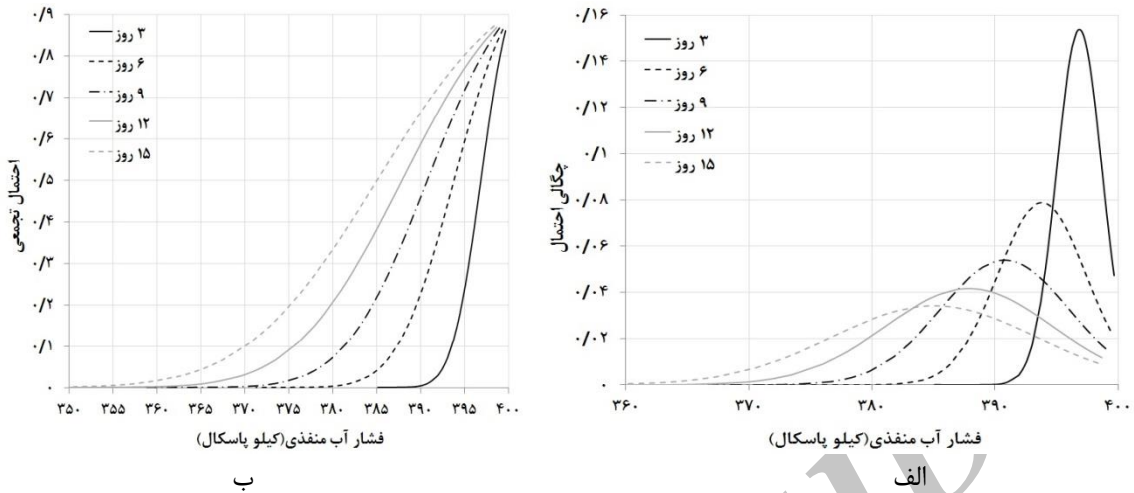 ۰/۹
۰/۸
۰/۷
۰/۶
۰/۵
۰/۴
۰/۳
۰/۲
۰/۱
۰
احتمال تجمعی
۳ روز
۶ روز
۹ روز
۱۲ روز
۱۵ روز
۳۵۰ ۳۵۵ ۳۶۰ ۳۶۵ ۳۷۰ ۳۷۵ ۳۸۰ ۳۸۵ ۳۹۰ ۳۹۵ ۴۰۰
فشار آب منفذی(کیلو پاسکال)
ب
۰/۱۶
۰/۱۴
۰/۱۲
۰/۱
۰/۰۸
۰/۰۶
۰/۰۴
۰/۰۲
۰
چگالی احتمال
۳ روز
۶ روز
۹ روز
۱۲ روز
۱۵ روز
۳۶۰ ۳۷۰ ۳۸۰ ۳۹۰ ۴۰۰
فشار آب منفذی(کیلو پاسکال)
الف